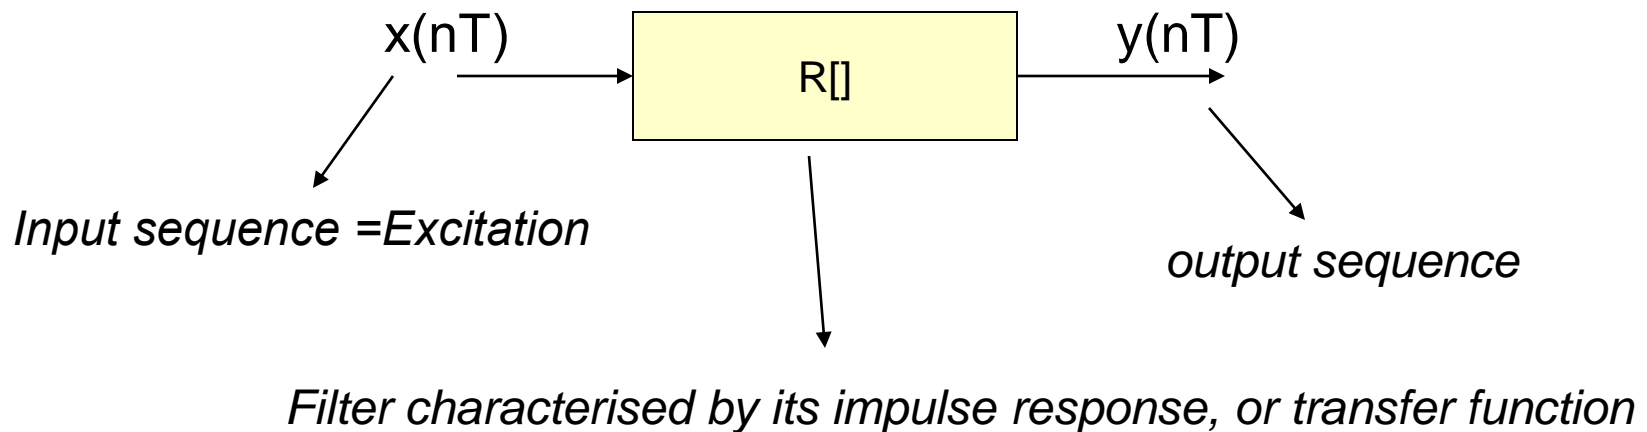 x(nT)
R[]
y(nT)
Input sequence =Excitation
output sequence
Filter characterised by its impulse response, or transfer function